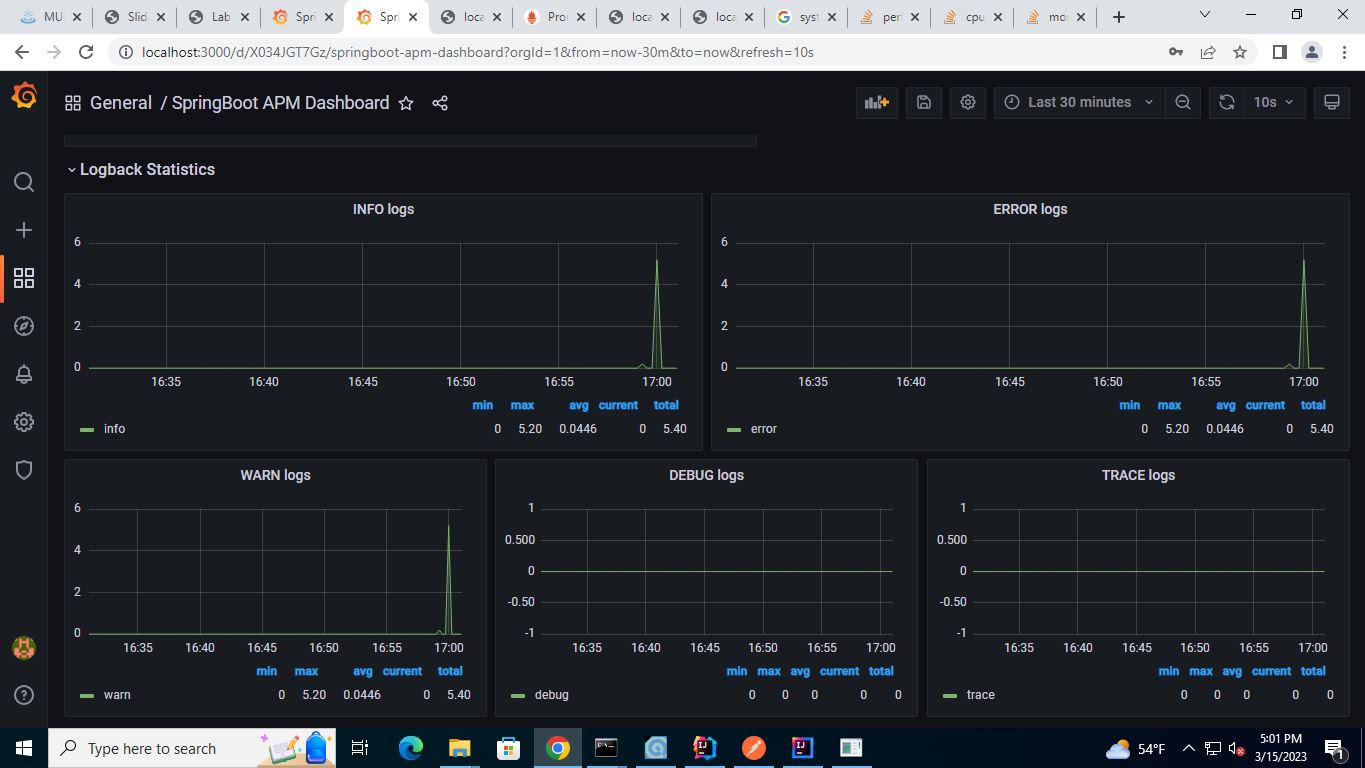 MU
Slid
Lab
Spri
Spri
loca
Pro
loca
loca
syst
per
cpu
mo
localhost:3000/d/X034JGT7Gz/springboot-apm-dashboard?orgId=1&from=now-30m&to=now&refresh=10s
General / SpringBoot APM Dashboard
Last 30 minutes
10s
Logback Statistics
INFO logs
6
4
2
0
16:35 16:40 16:45 16:50 16:55 17:00
min max avg current total
info 0 5.20 0.0446 0 5.40
ERROR logs
6
4
2
0
16:35 16:40 16:45 16:50 16:55 17:00
min max avg current total
error 0 5.20 0.0446 0 5.40
WARN logs
6
4
2
0
16:35 16:40 16:45 16:50 16:55 17:00
min max avg current total
warn 0 5.20 0.0446 0 5.40
DEBUG logs
1
0.500
0
-0.50
-1
16:35 16:40 16:45 16:50 16:55 17:00
min max avg current total
debug 0 0 0 0 0
TRACE logs
1
0.500
0
-0.50
-1
16:35 16:40 16:45 16:50 16:55 17:00
min max avg current total
trace 0 0 0 0 0
Type here to search
54°F
5:01 PM
3/15/2023
1